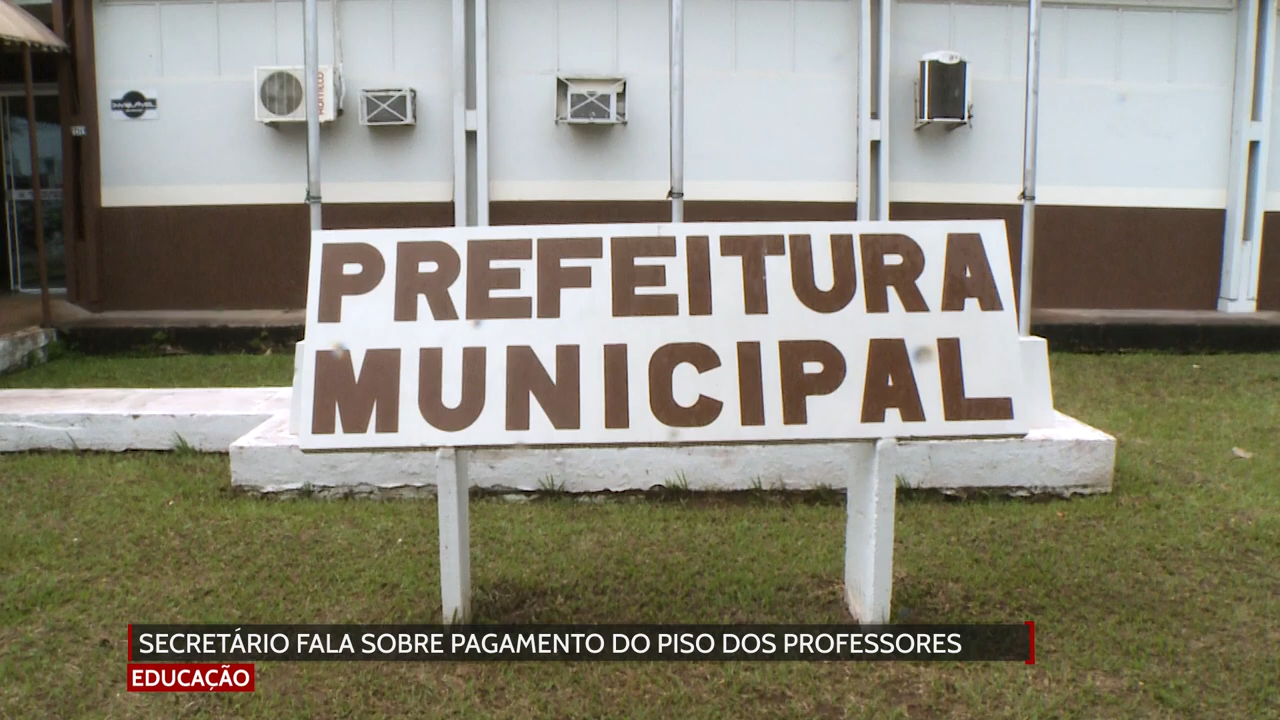 PREFEITURA
MUNICIPAL
SECRETÁRIO FALA SOBRE PAGAMENTO DO PISO DOS PROFESSORES
EDUCAÇÃO